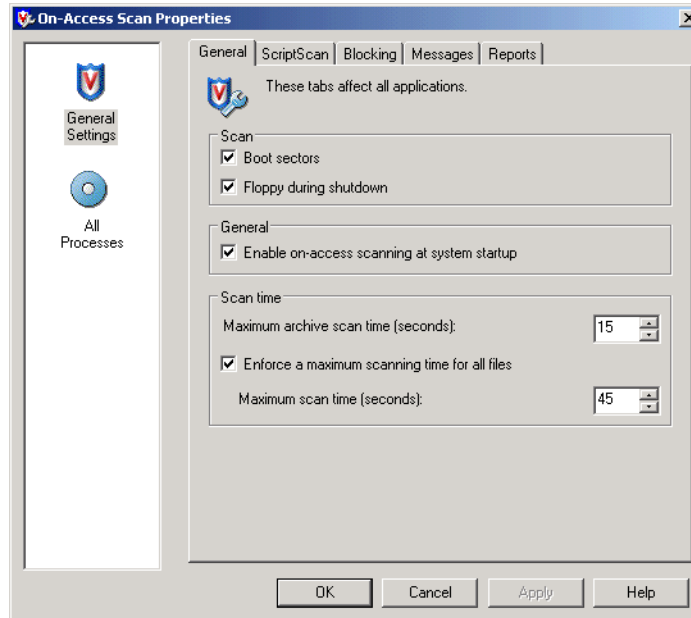 On-Access Scan Properties
General
Settings
All
Processes
General ScriptScan Blocking Messages Reports
These tabs affect all applications.
Scan
Boot sectors
Floppy during shutdown
General
Enable on-access scanning at system startup
Scan time
Maximum archive scan time (seconds): 15
Enforce a maximum scanning time for all files
Maximum scan time (seconds): 45
OK Cancel Apply Help